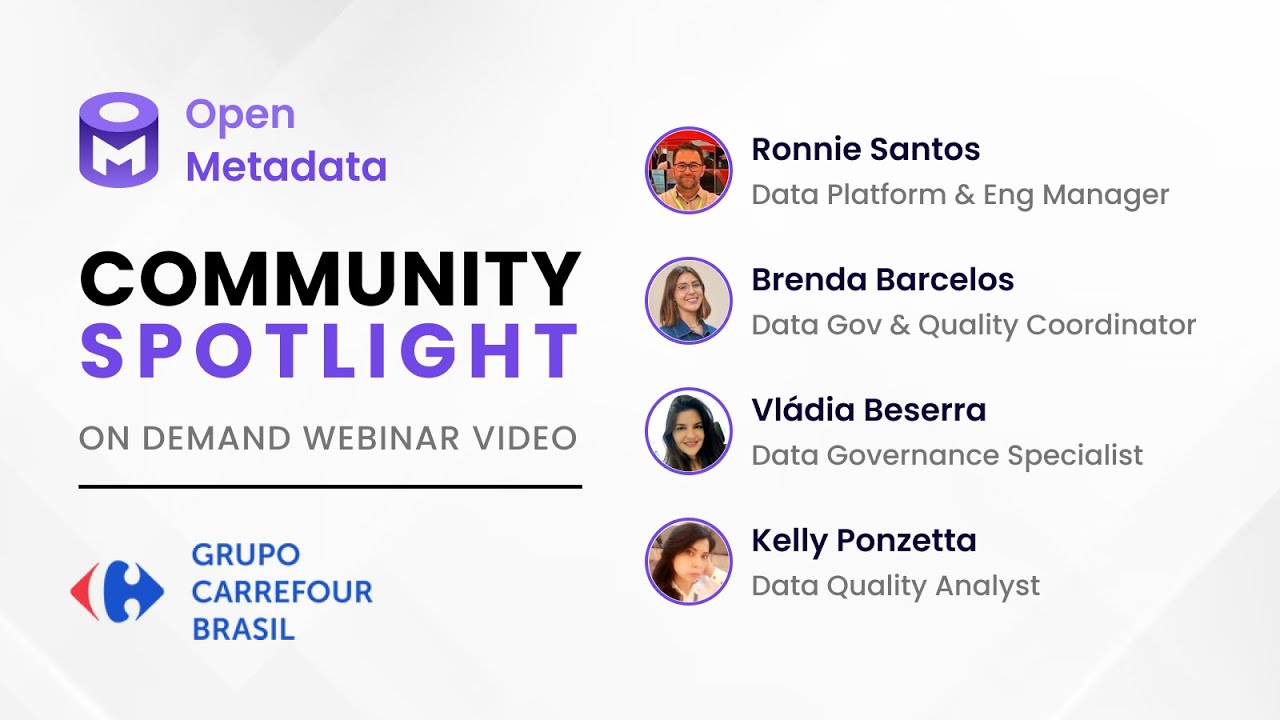 Open
Metadata
COMMUNITY
SPOTLIGHT
ON DEMAND WEBINAR VIDEO
GRUPO
CARREFOUR
BRASIL
Ronnie Santos
Data Platform & Eng Manager
Brenda Barcelos
Data Gov & Quality Coordinator
Vládia Beserra
Data Governance Specialist
Kelly Ponzetta
Data Quality Analyst